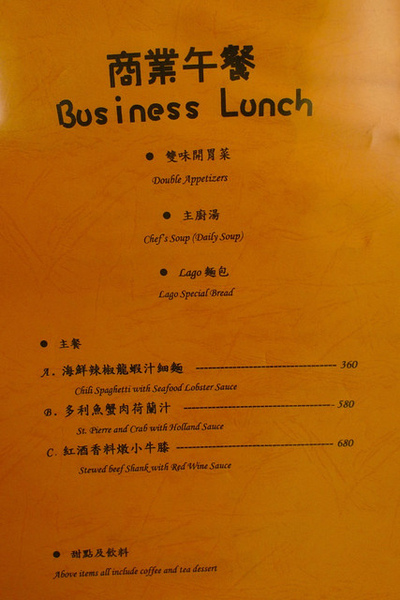 商業午餐
Business Lunch
● 雙味開胃菜
Double Appetizers
● 主廚湯
Chef's Soup (Daily Soup)
● Lago 麵包
Lago Special Bread
● 主餐
A. 海鮮辣椒龍蝦汁細麵 ---------------------------------- 360
Chili Spaghetti with Seafood Lobster Sauce
B. 多利魚蟹肉荷蘭汁 ------------------------------------- 580
St. Pierre and Crab with Holland Sauce
C. 紅酒香料燉小牛膝 --------------------------------------- 680
Stewed beef Shank with Red Wine Sauce
● 甜點及飲料
Above items all include coffee and tea dessert